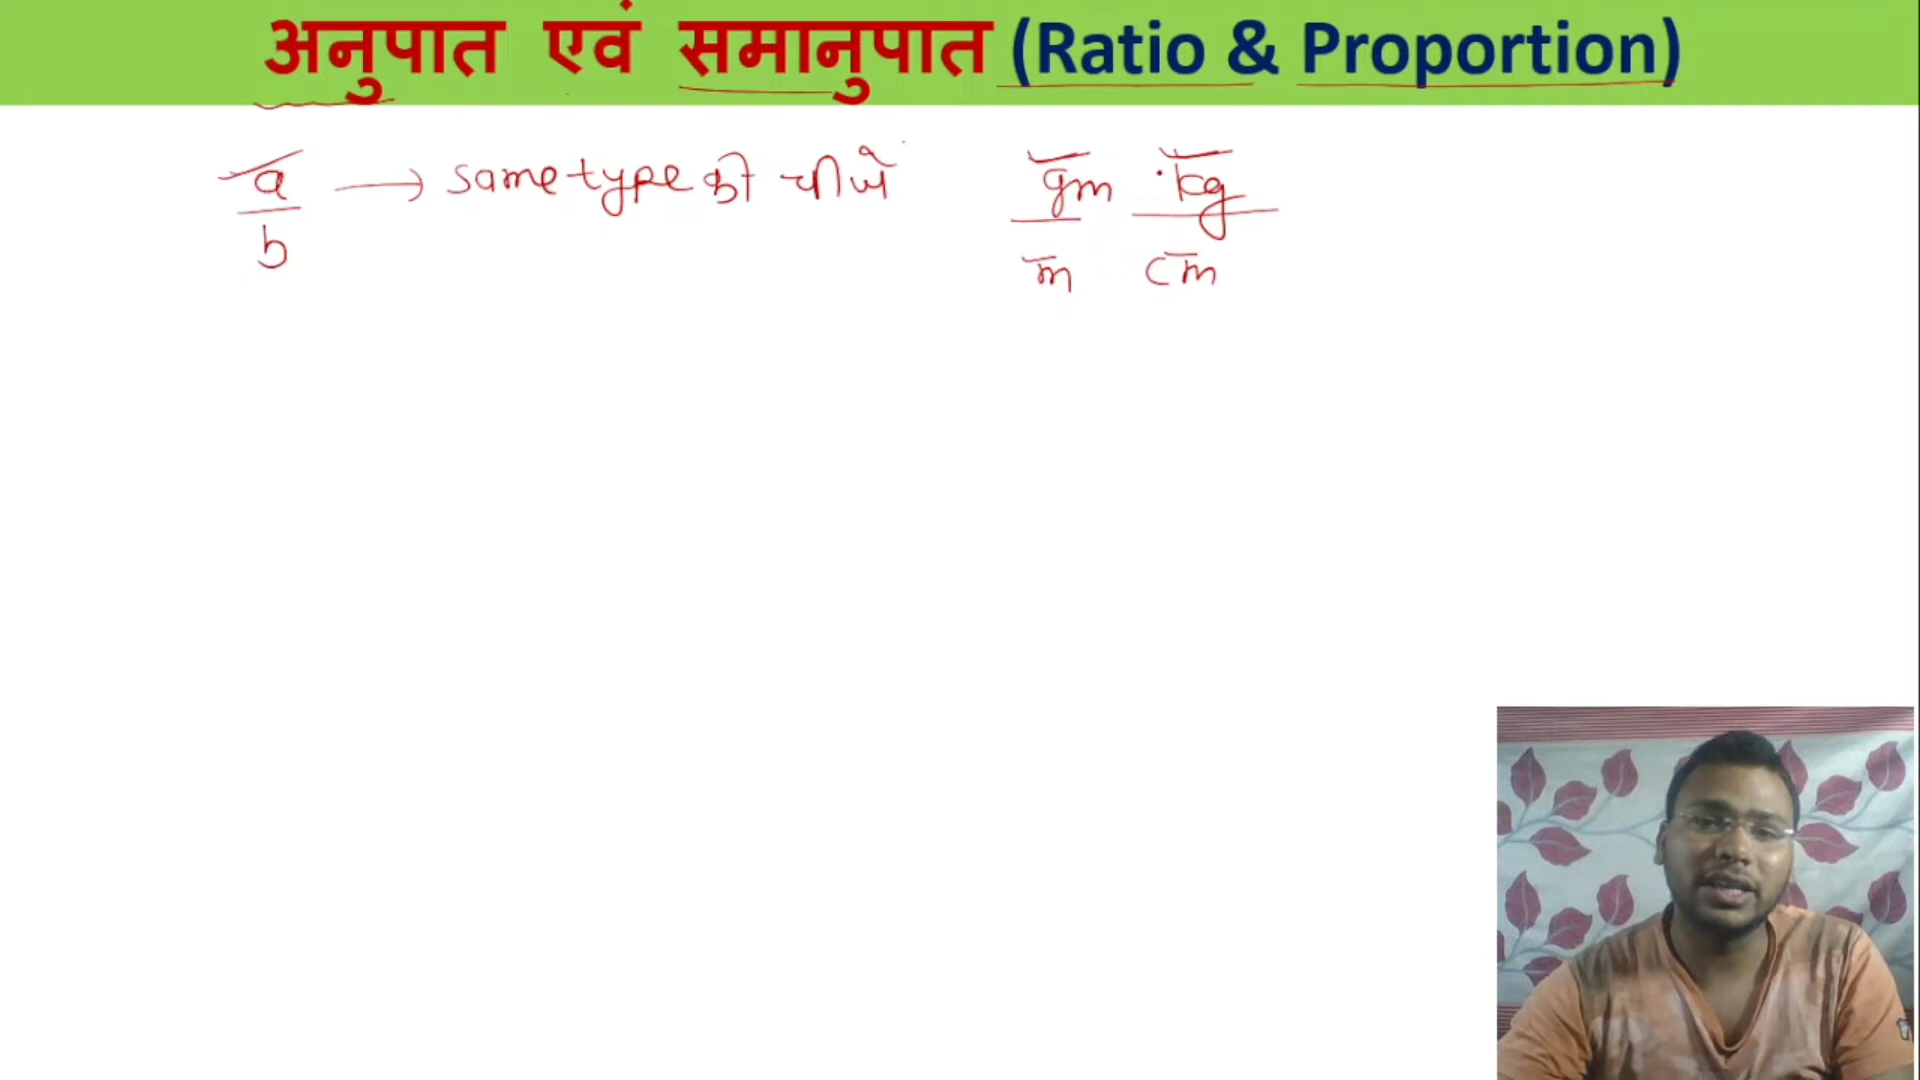 अनुपात एवं समानुपात (Ratio & Proportion)
a → same type की चीजे gm kg
b m cm